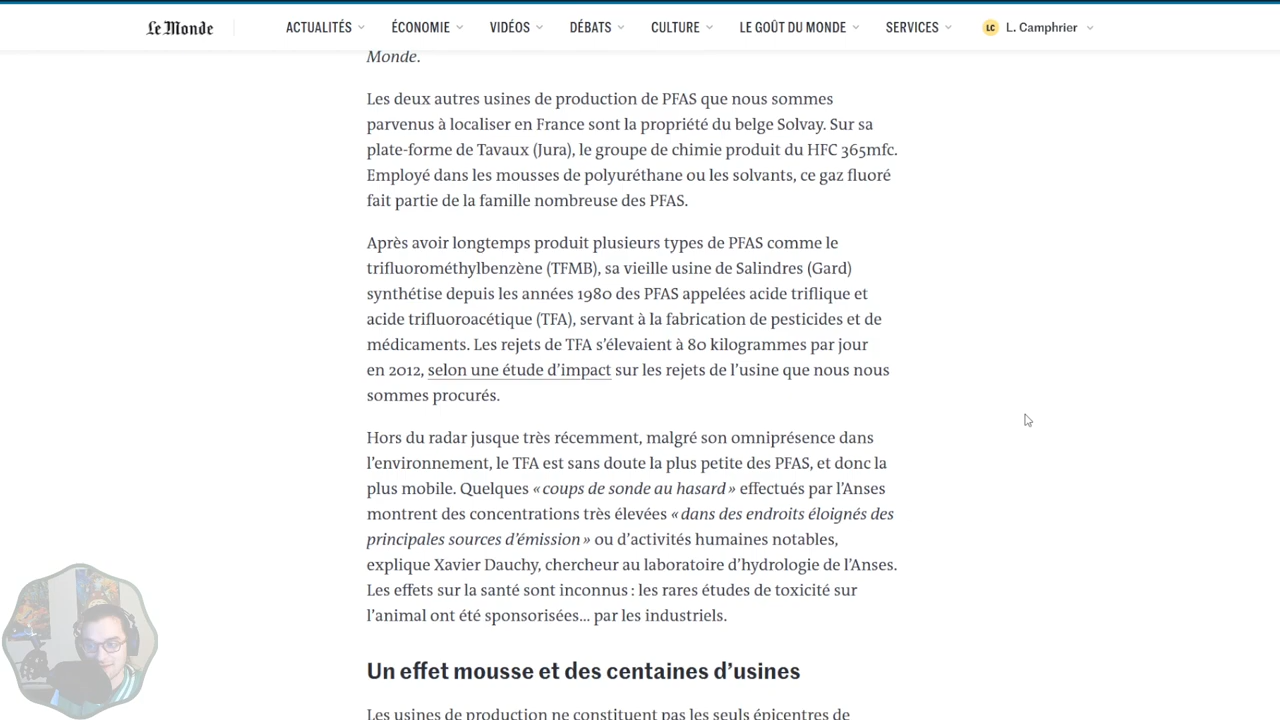 Le Monde
ACTUALITÉS
ÉCONOMIE
VIDÉOS
DÉBATS
CULTURE
LE GOÛT DU MONDE
SERVICES
LC
L. Camphrier
Monde.
Les deux autres usines de production de PFAS que nous sommes
parvenus à localiser en France sont la propriété du belge Solvay. Sur sa
plate-forme de Tavaux (Jura), le groupe de chimie produit du HFC 365mfc.
Employé dans les mousses de polyuréthane ou les solvants, ce gaz fluoré
fait partie de la famille nombreuse des PFAS.
Après avoir longtemps produit plusieurs types de PFAS comme le
trifluorométhylbenzène (TFMB), sa vieille usine de Salindres (Gard)
synthétise depuis les années 1980 des PFAS appelées acide triflique et
acide trifluoroacétique (TFA), servant à la fabrication de pesticides et de
médicaments. Les rejets de TFA s’élevaient à 80 kilogrammes par jour
en 2012, selon une étude d’impact sur les rejets de l’usine que nous nous
sommes procurés.
Hors du radar jusque très récemment, malgré son omniprésence dans
l’environnement, le TFA est sans doute la plus petite des PFAS, et donc la
plus mobile. Quelques « coups de sonde au hasard » effectués par l’Anses
montrent des concentrations très élevées « dans des endroits éloignés des
principales sources d’émission » ou d’activités humaines notables,
explique Xavier Dauchy, chercheur au laboratoire d’hydrologie de l’Anses.
Les effets sur la santé sont inconnus : les rares études de toxicité sur
l’animal ont été sponsorisées… par les industriels.
Un effet mousse et des centaines d’usines
Les usines de production ne constituent pas les seuls épicentres de